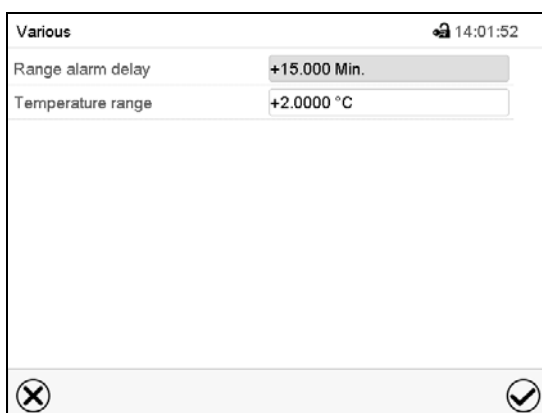 Various 14:01:52
Range alarm delay +15.000 Min.
Temperature range +2.0000 °C